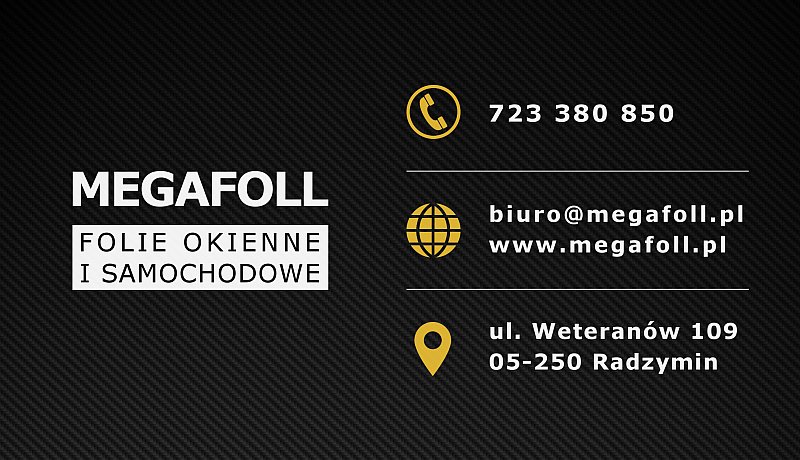 MEGAFOLL
FOLIE OKIENNE
I SAMOCHODOWE
723 380 850
biuro@megafoll.pl
www.megafoll.pl
ul. Weteranów 109
05-250 Radzymin